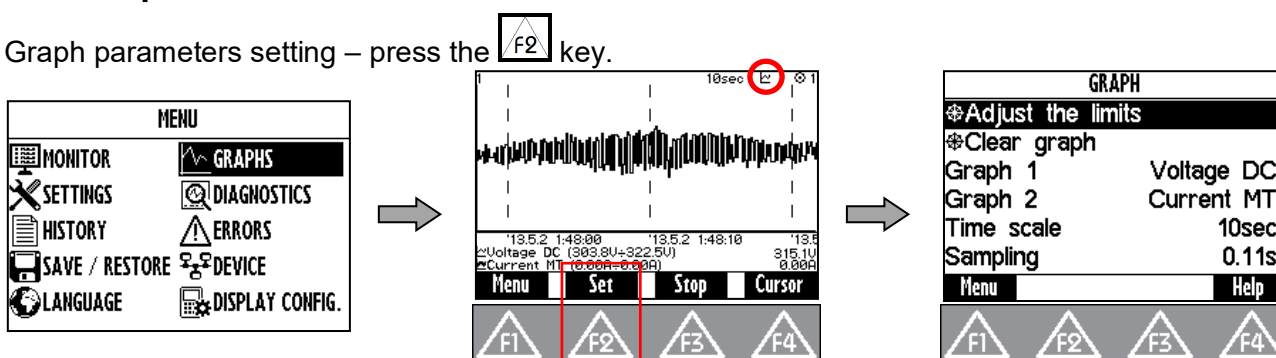 Graph parameters setting – press the F2 key.
MENU
MONITOR GRAPHS
SETTINGS DIAGNOSTICS
HISTORY ERRORS
SAVE / RESTORE DEVICE
LANGUAGE DISPLAY CONFIG.
1 10sec 1
'13.5.2 1:48:00 '13.5.2 1:48:10 '13.5
Voltage DC (303.8V÷322.5V) 315.1V
Current MT (0.00A÷0.00A) 0.00A
Menu Set Stop Cursor
F1 F2 F3 F4
GRAPH
Adjust the limits
Clear graph
Graph 1 Voltage DC
Graph 2 Current MT
Time scale 10sec
Sampling 0.11s
Menu Help
F1 F2 F3 F4